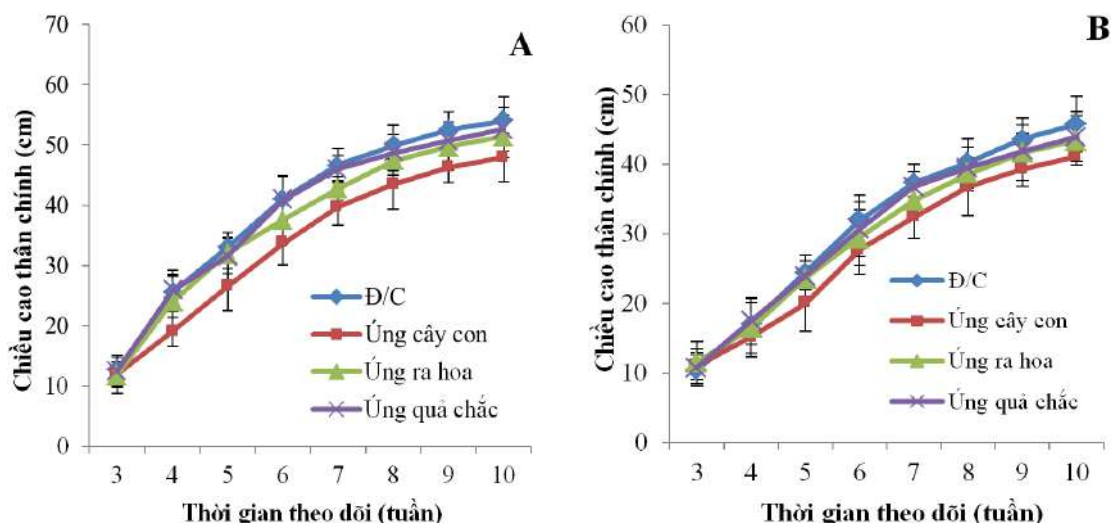 A
Chiều cao thân chính (cm)
70
60
50
40
30
20
10
0
Đ/C
Úng cây con
Úng ra hoa
Úng quả chắc
3 4 5 6 7 8 9 10
Thời gian theo dõi (tuần)
B
Chiều cao thân chính (cm)
60
50
40
30
20
10
0
Đ/C
Úng cây con
Úng ra hoa
Úng quả chắc
3 4 5 6 7 8 9 10
Thời gian theo dõi (tuần)